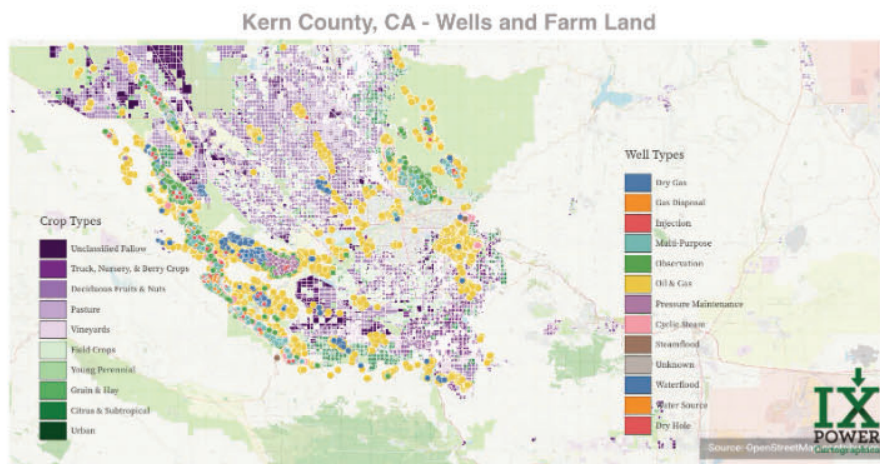 Kern County, CA - Wells and Farm Land
Crop Types
Unclassified Fallow
Truck, Nursery, & Berry Crops
Deciduous Fruits & Nuts
Pasture
Vineyards
Field Crops
Young Perennial
Grain & Hay
Citrus & Subtropical
Urban
Well Types
Dry Gas
Gas Disposal
Injection
Multi-Purpose
Observation
Oil & Gas
Pressure Maintenance
Cyclic Steam
Steamflood
Unknown
Waterflood
Water Source
Dry Hole
IX
POWER
Cartographics
Source: OpenStreetMap